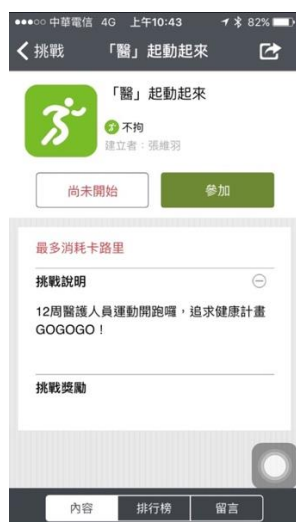 中華電信 4G 上午10:43 82%
挑戰 「醫」起動起來
「醫」起動起來
不拘
建立者：張維羽
尚未開始 參加
最多消耗卡路里
挑戰說明
12周醫護人員運動開跑囉，追求健康計畫
GOGOGO！
挑戰獎勵
內容 排行榜 留言